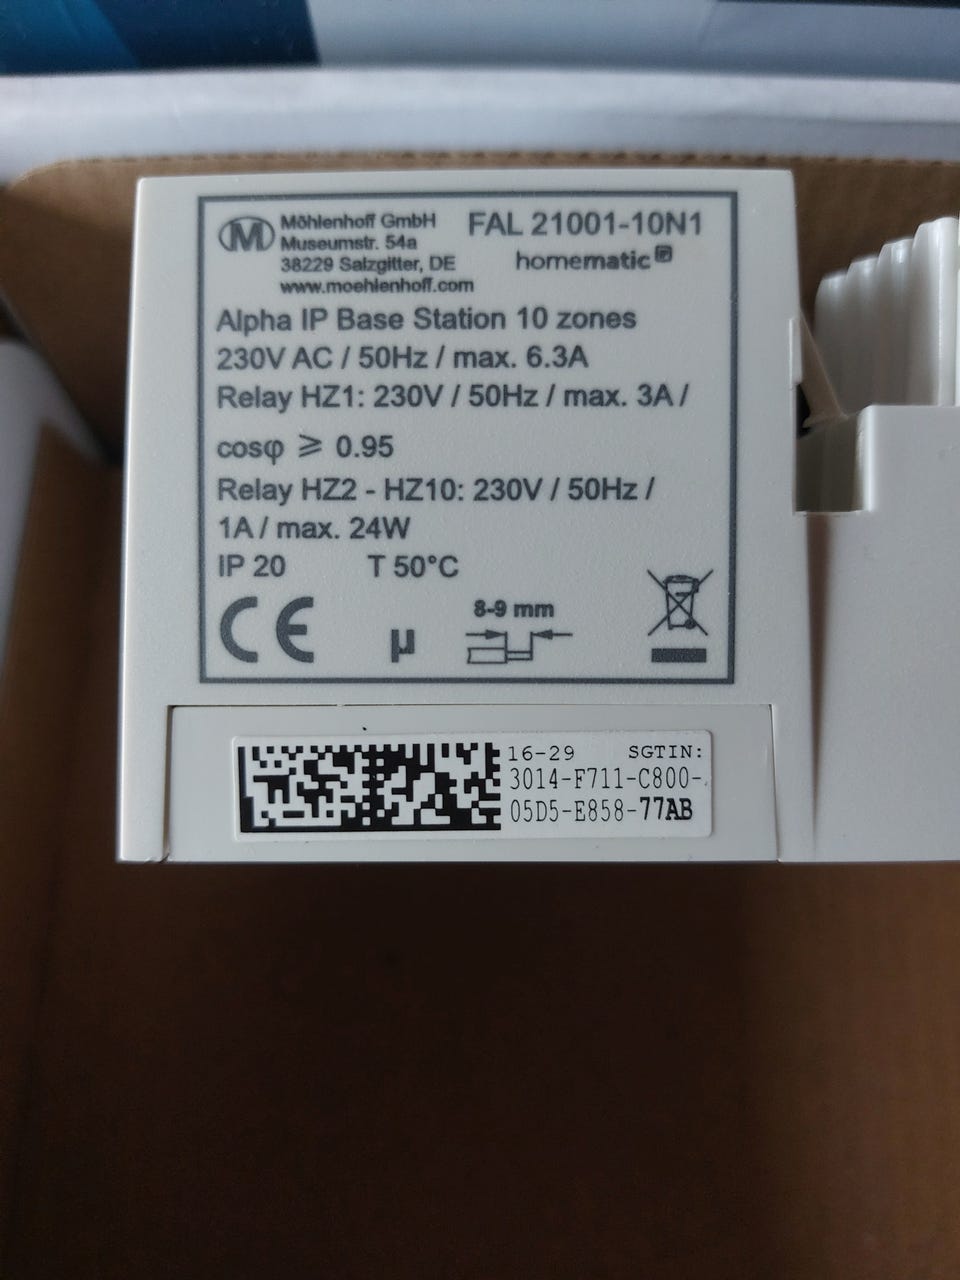 M Möhlenhoff GmbH
Museumstr. 54a
38229 Salzgitter, DE
www.moehlenhoff.com
FAL 21001-10N1
homematic IP
Alpha IP Base Station 10 zones
230V AC / 50Hz / max. 6.3A
Relay HZ1: 230V / 50Hz / max. 3A /
cosφ ⩾ 0.95
Relay HZ2 - HZ10: 230V / 50Hz /
1A / max. 24W
IP 20 T 50°C
CE µ 8-9 mm
16-29 SGTIN:
3014-F711-C800-
05D5-E858-77AB